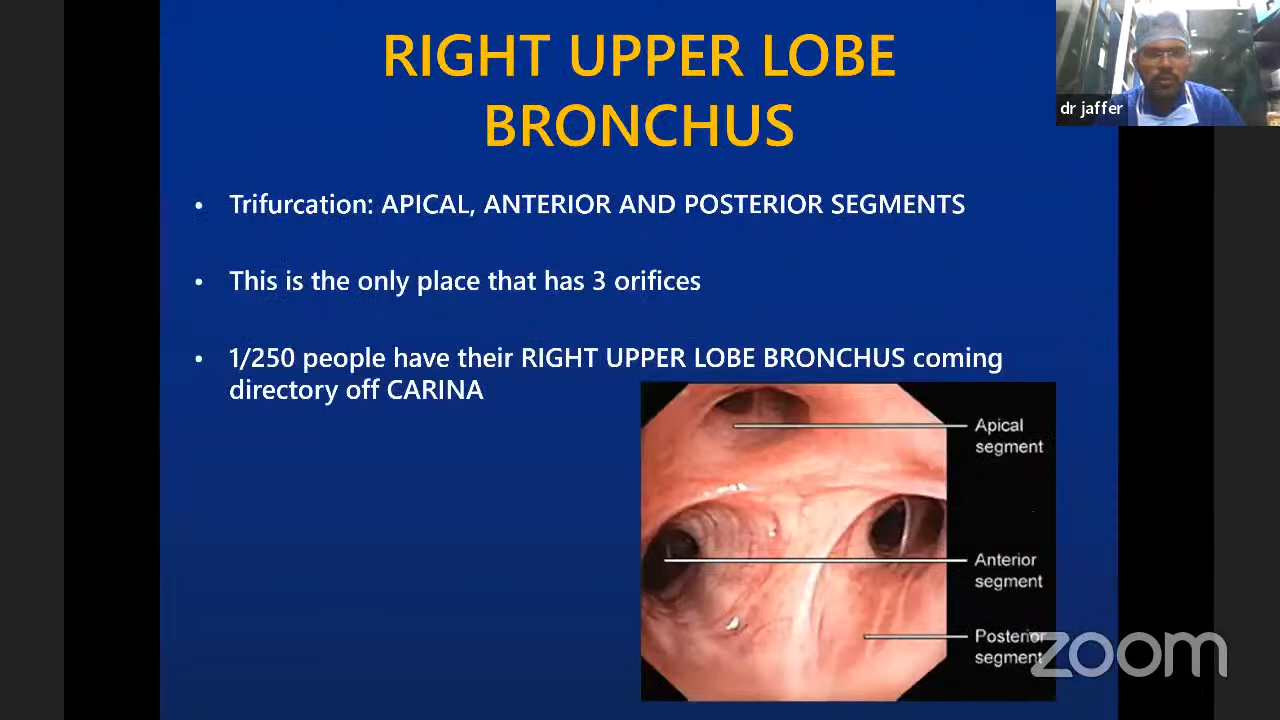 RIGHT UPPER LOBE
BRONCHUS
dr jaffer
• Trifurcation: APICAL, ANTERIOR AND POSTERIOR SEGMENTS
• This is the only place that has 3 orifices
• 1/250 people have their RIGHT UPPER LOBE BRONCHUS coming
directory off CARINA
Apical
segment
Anterior
segment
Posterior
segment
zoom